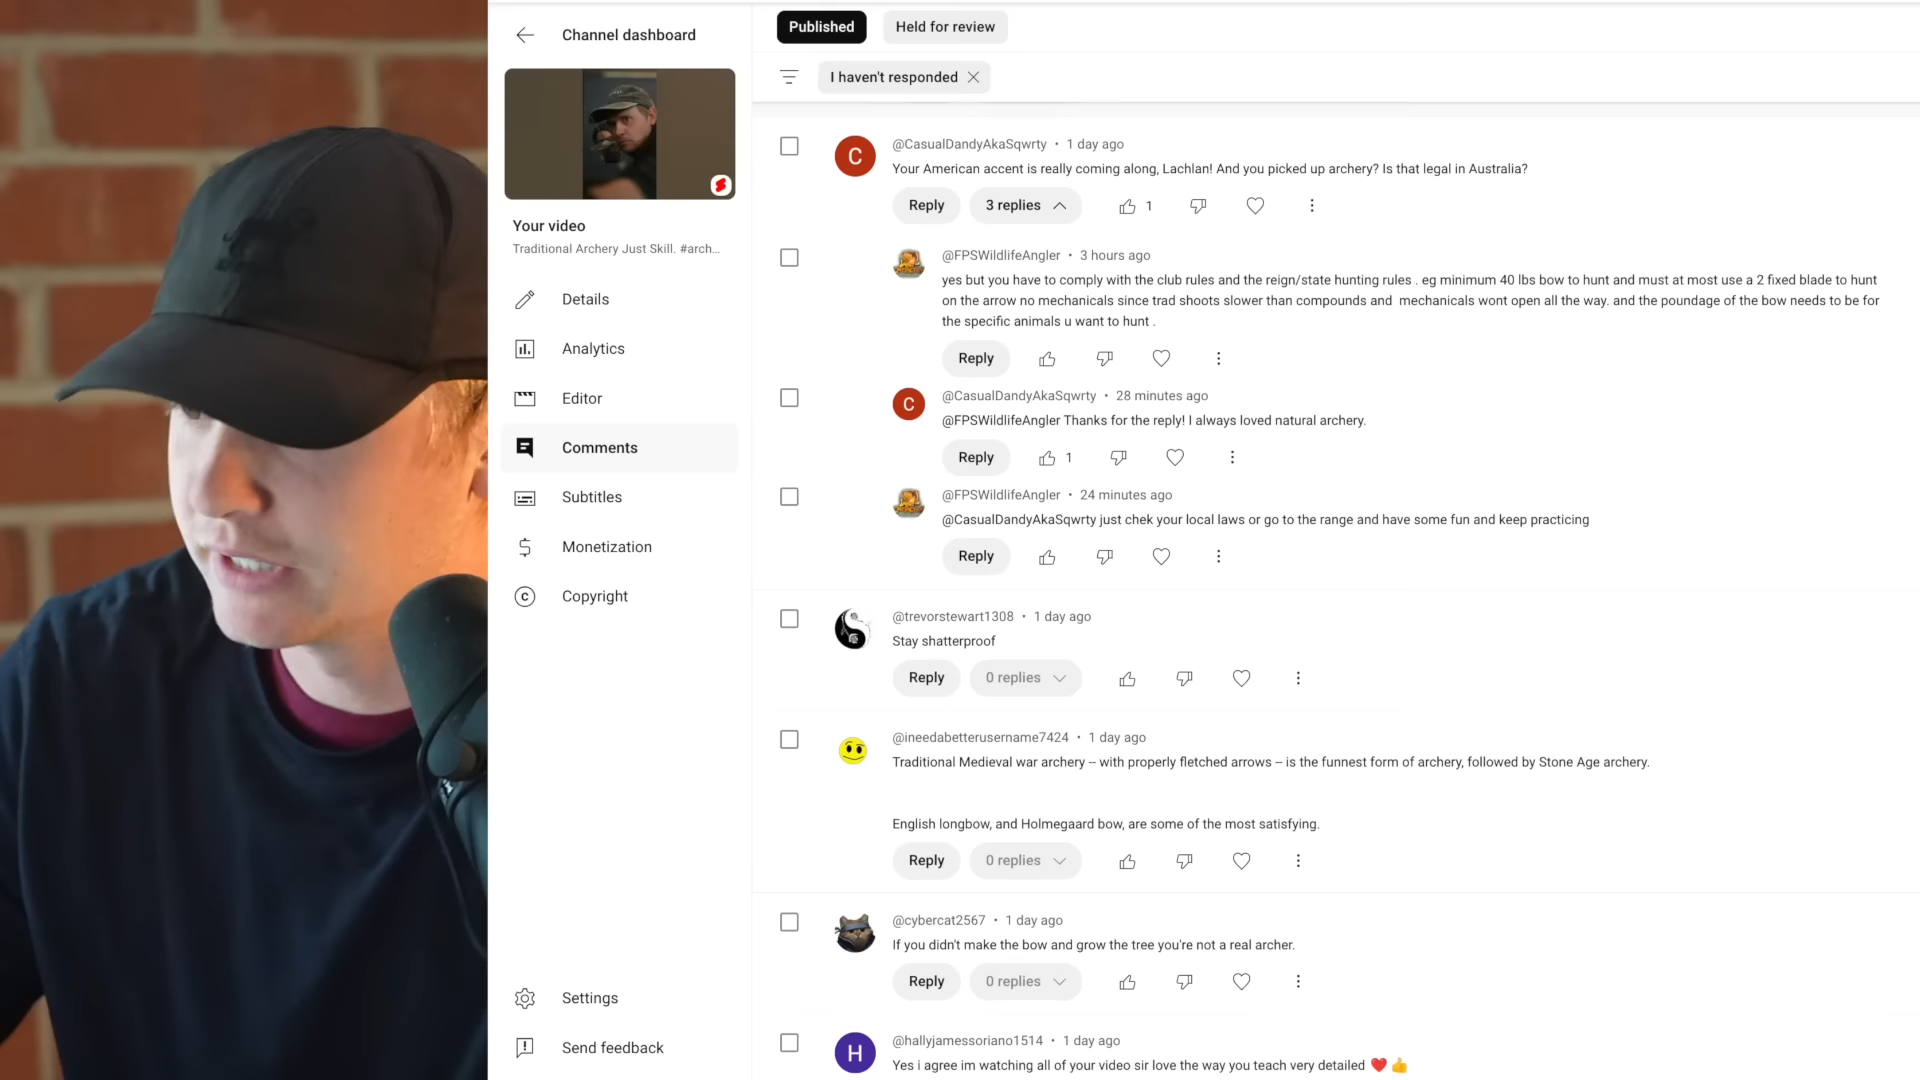 Channel dashboard
Your video
Traditional Archery Just Skill. #arch...
Details
Analytics
Editor
Comments
Subtitles
Monetization
Copyright
Settings
Send feedback
Published
Held for review
I haven't responded
C
@CasualDandyAkaSqwrty • 1 day ago
Your American accent is really coming along, Lachlan! And you picked up archery? Is that legal in Australia?
Reply 3 replies 1
@FPSWildlifeAngler • 3 hours ago
yes but you have to comply with the club rules and the reign/state hunting rules . eg minimum 40 lbs bow to hunt and must at most use a 2 fixed blade to hunt
on the arrow no mechanicals since trad shoots slower than compounds and mechanicals wont open all the way. and the poundage of the bow needs to be for
the specific animals u want to hunt .
Reply
C
@CasualDandyAkaSqwrty • 28 minutes ago
@FPSWildlifeAngler Thanks for the reply! I always loved natural archery.
Reply 1
@FPSWildlifeAngler • 24 minutes ago
@CasualDandyAkaSqwrty just chek your local laws or go to the range and have some fun and keep practicing
Reply
@trevorstewart1308 • 1 day ago
Stay shatterproof
Reply 0 replies
@ineedabetterusername7424 • 1 day ago
Traditional Medieval war archery -- with properly fletched arrows -- is the funnest form of archery, followed by Stone Age archery.
English longbow, and Holmegaard bow, are some of the most satisfying.
Reply 0 replies
@cybercat2567 • 1 day ago
If you didn't make the bow and grow the tree you're not a real archer.
Reply 0 replies
H
@hallyjamessoriano1514 • 1 day ago
Yes i agree im watching all of your video sir love the way you teach very detailed ❤️👍